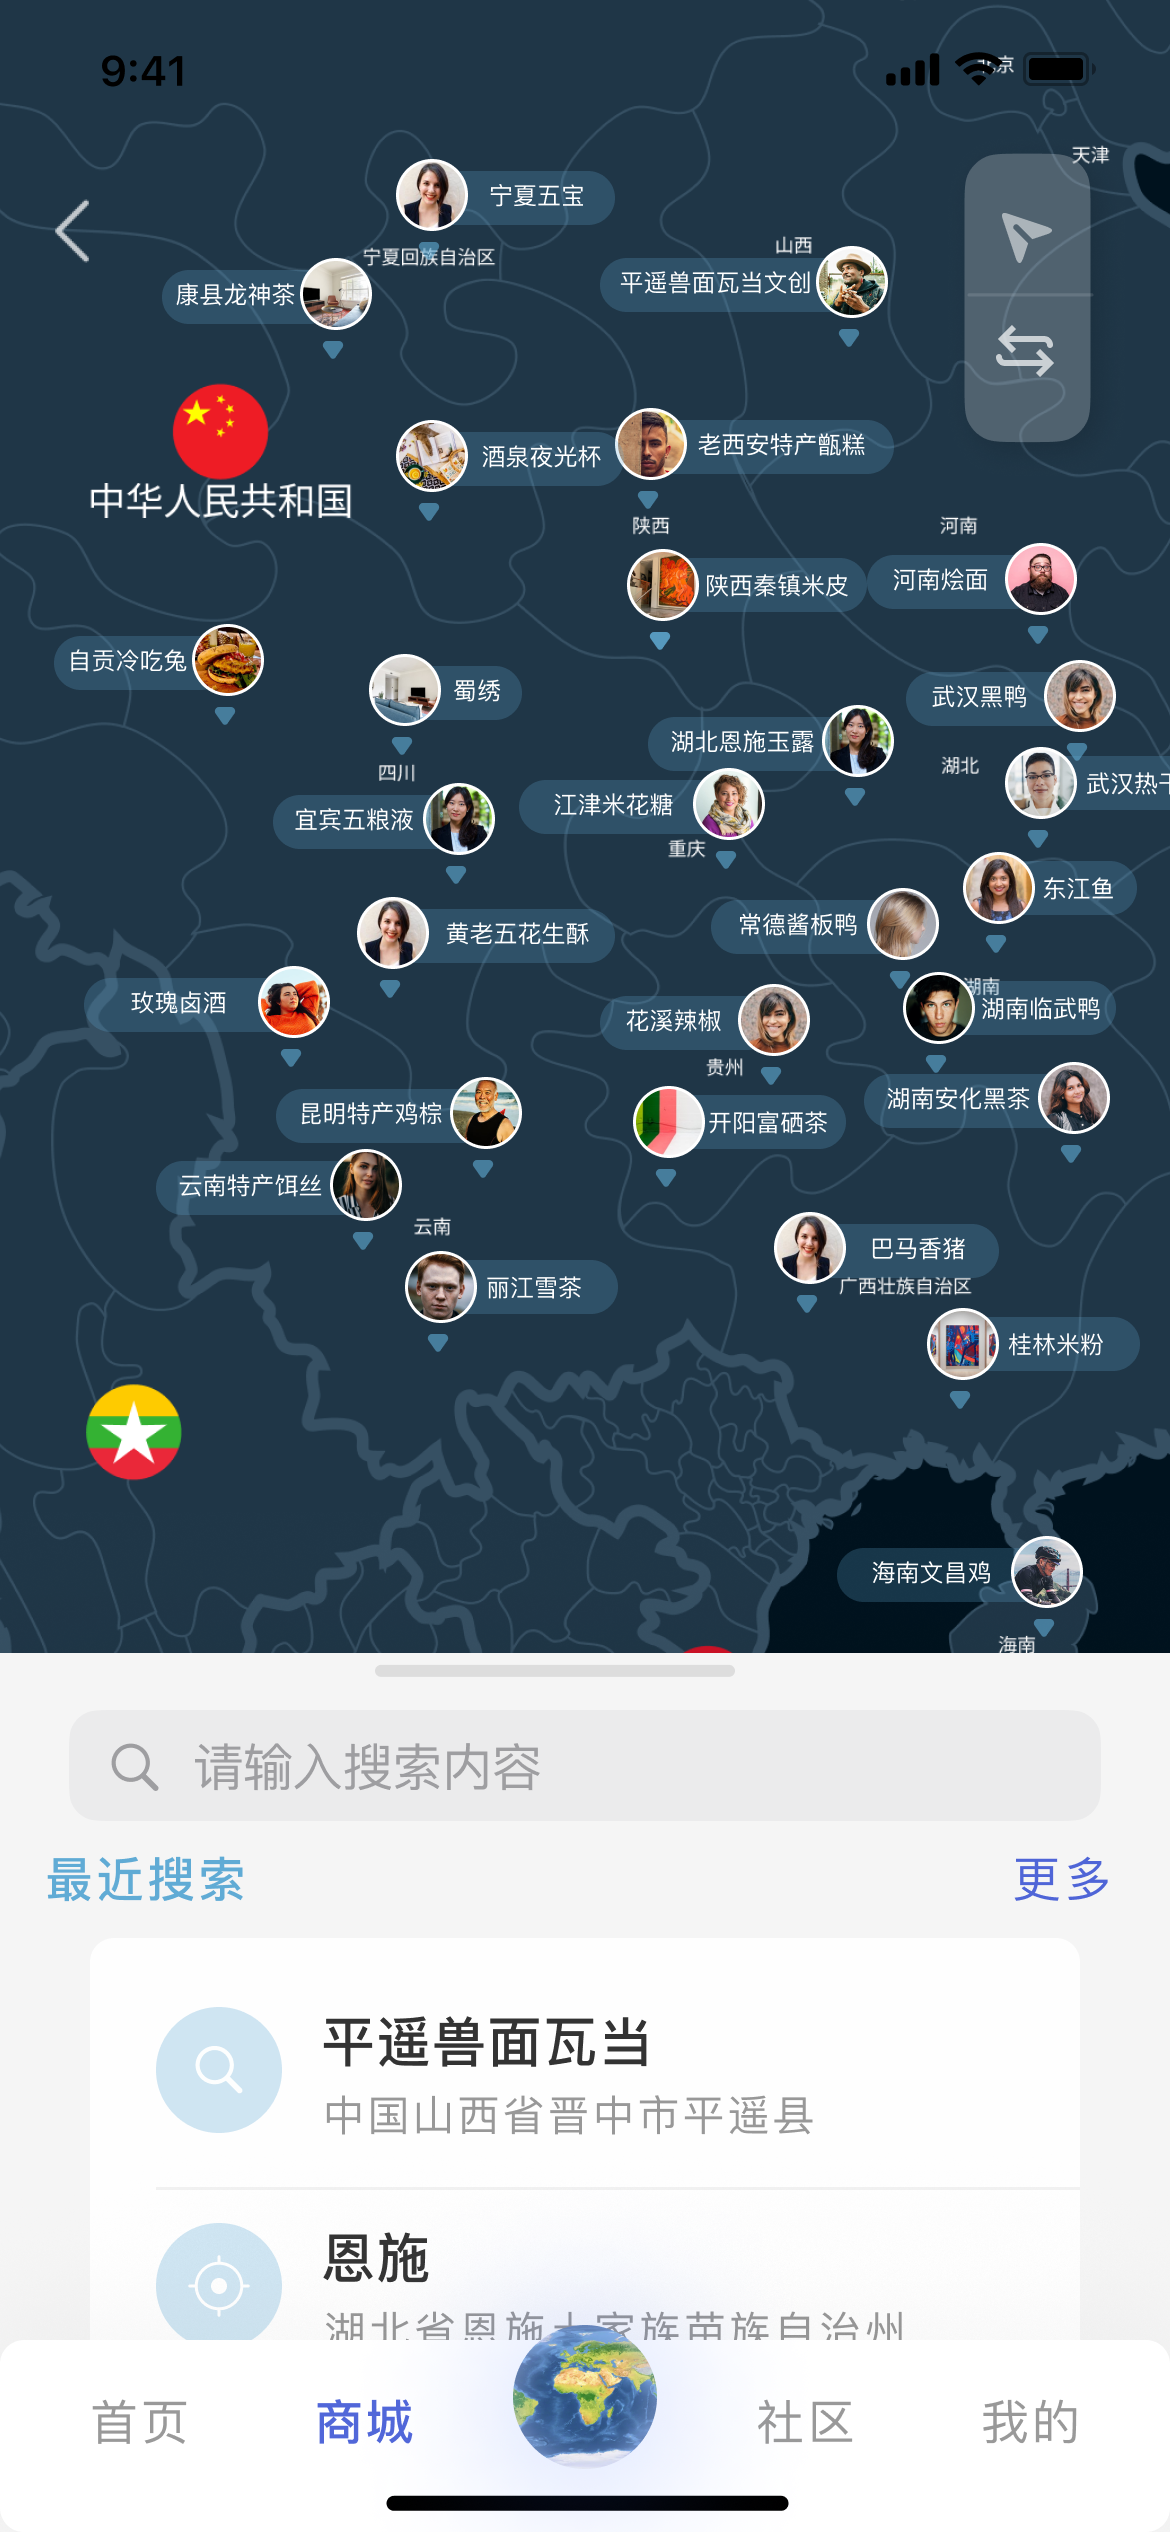 9:41
京
天津
宁夏五宝
山西
宁夏回族自治区
平遥兽面瓦当文创
康县龙神茶
中华人民共和国
老西安特产甑糕
酒泉夜光杯
陕西
河南
河南烩面
陕西秦镇米皮
自贡冷吃兔
蜀绣
武汉黑鸭
湖北恩施玉露
湖北
四川
武汉热干
江津米花糖
宜宾五粮液
重庆
东江鱼
常德酱板鸭
黄老五花生酥
湖南
玫瑰卤酒
湖南临武鸭
花溪辣椒
贵州
湖南安化黑茶
昆明特产鸡棕
开阳富硒茶
云南特产饵丝
云南
巴马香猪
丽江雪茶
广西壮族自治区
桂林米粉
海南文昌鸡
海南
请输入搜索内容
最近搜索 更多
平遥兽面瓦当
中国山西省晋中市平遥县
恩施
湖北省恩施土家族苗族自治州
首页 商城 社区 我的